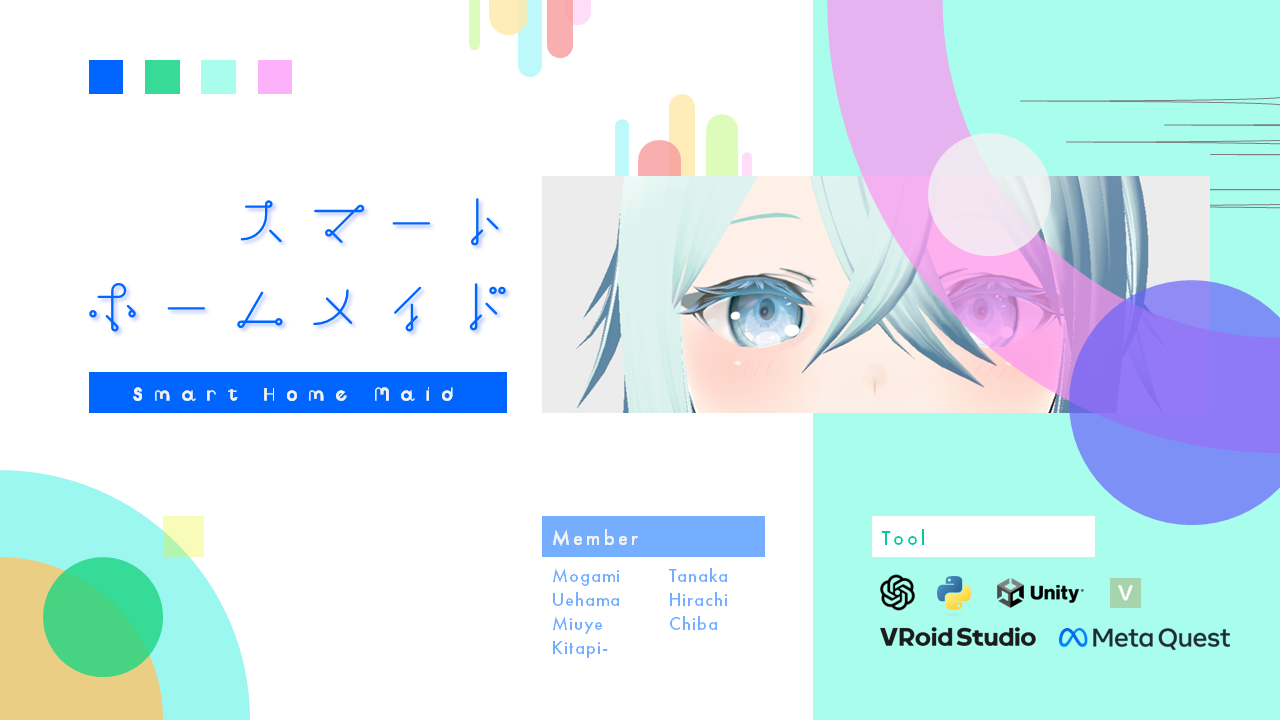 スマート
ホームメイド
Smart Home Maid
Member
Mogami
Uehama
Miuye
Kitapi-
Tanaka
Hirachi
Chiba
Tool
Unity
V
VRoid Studio
Meta Quest